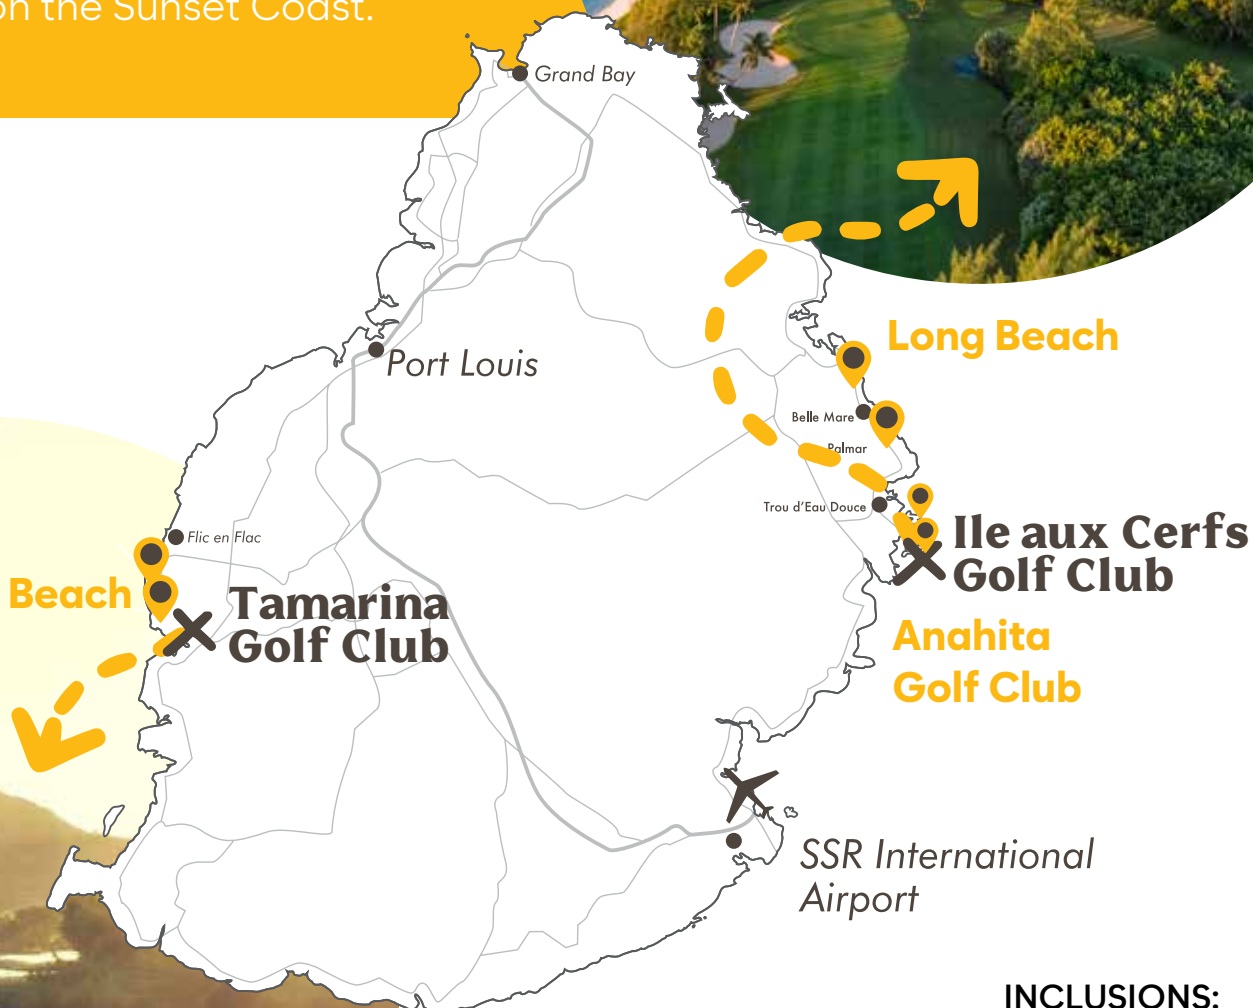 on the Sunset Coast.
Grand Bay
Long Beach
Port Louis
Belle Mare
Palmar
Trou d'Eau Douce
Ile aux Cerfs
Golf Club
Flic en Flac
Beach
Tamarina
Golf Club
Anahita
Golf Club
SSR International
Airport
INCLUSIONS: